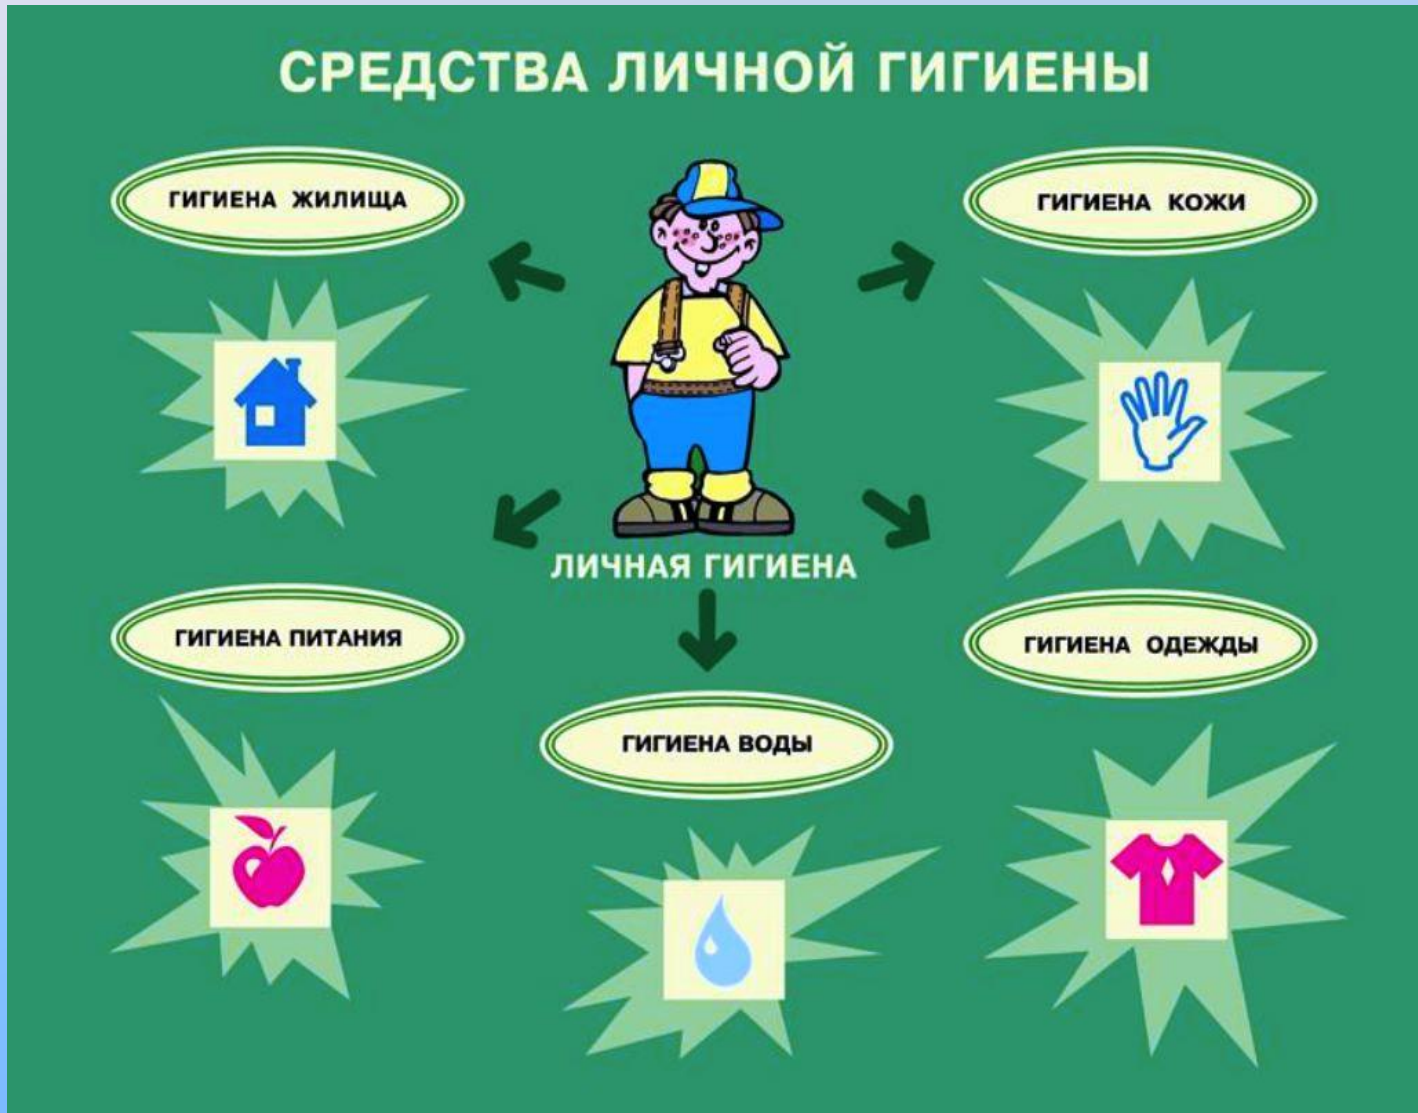 СРЕДСТВА ЛИЧНОЙ ГИГИЕНЫ
ГИГИЕНА ЖИЛИЩА
ГИГИЕНА КОЖИ
ЛИЧНАЯ ГИГИЕНА
ГИГИЕНА ПИТАНИЯ
ГИГИЕНА ОДЕЖДЫ
ГИГИЕНА ВОДЫ